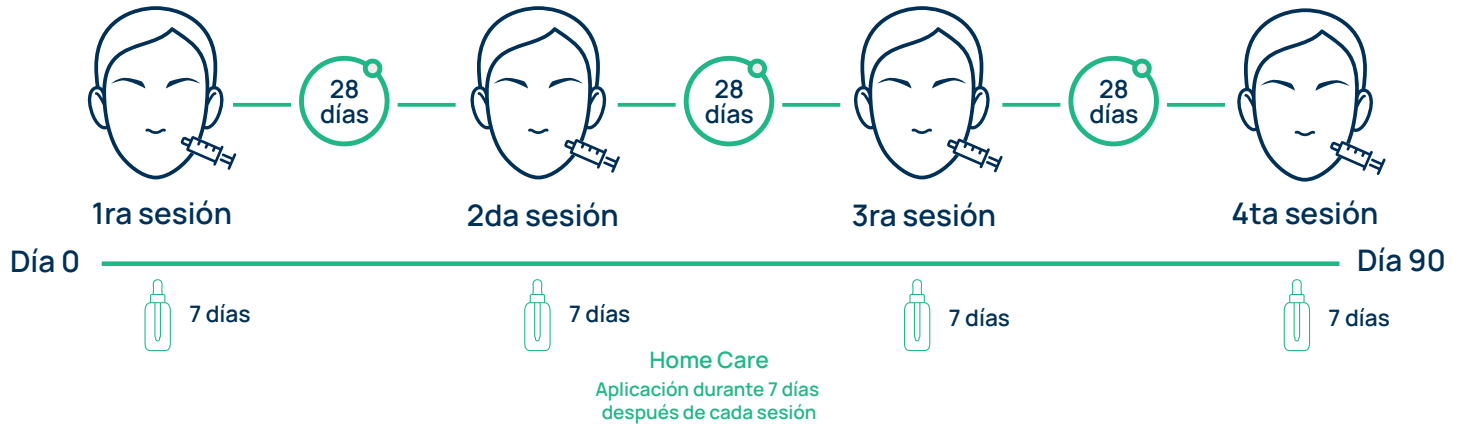 28
días
28
días
28
días
1ra sesión
2da sesión
3ra sesión
4ta sesión
Día 0
Día 90
7 días
7 días
7 días
7 días
Home Care
Aplicación durante 7 días
después de cada sesión